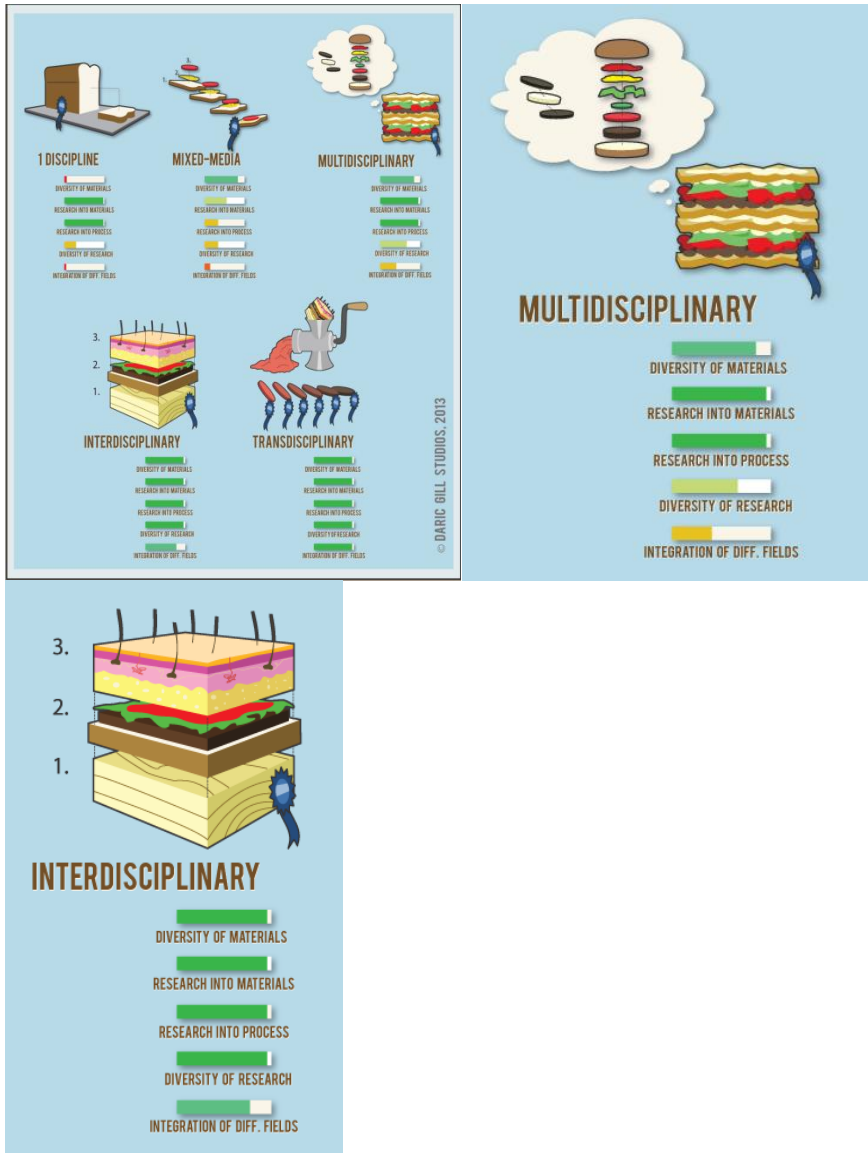 3.
2.
1.
1 DISCIPLINE
DIVERSITY OF MATERIALS
RESEARCH INTO MATERIALS
RESEARCH INTO PROCESS
DIVERSITY OF RESEARCH
INTEGRATION OF DIFF. FIELDS
MIXED-MEDIA
DIVERSITY OF MATERIALS
RESEARCH INTO MATERIALS
RESEARCH INTO PROCESS
DIVERSITY OF RESEARCH
INTEGRATION OF DIFF. FIELDS
MULTIDISCIPLINARY
DIVERSITY OF MATERIALS
RESEARCH INTO MATERIALS
RESEARCH INTO PROCESS
DIVERSITY OF RESEARCH
INTEGRATION OF DIFF. FIELDS
3.
2.
1.
INTERDISCIPLINARY
DIVERSITY OF MATERIALS
RESEARCH INTO MATERIALS
RESEARCH INTO PROCESS
DIVERSITY OF RESEARCH
INTEGRATION OF DIFF. FIELDS
TRANSDISCIPLINARY
DIVERSITY OF MATERIALS
RESEARCH INTO MATERIALS
RESEARCH INTO PROCESS
DIVERSITY OF RESEARCH
INTEGRATION OF DIFF. FIELDS
© DARIC GILL STUDIOS, 2013
MULTIDISCIPLINARY
DIVERSITY OF MATERIALS
RESEARCH INTO MATERIALS
RESEARCH INTO PROCESS
DIVERSITY OF RESEARCH
INTEGRATION OF DIFF. FIELDS
3.
2.
1.
INTERDISCIPLINARY
DIVERSITY OF MATERIALS
RESEARCH INTO MATERIALS
RESEARCH INTO PROCESS
DIVERSITY OF RESEARCH
INTEGRATION OF DIFF. FIELDS